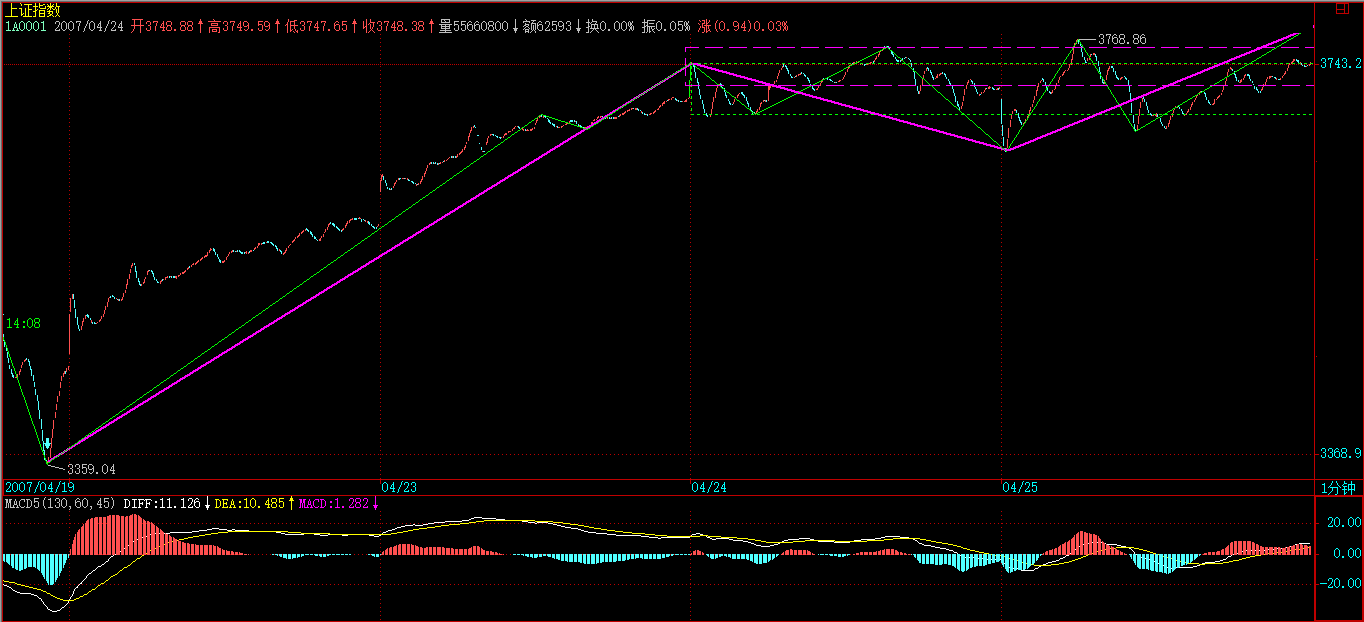 上证指数
1A0001 2007/04/24 开3748.88↑高3749.59↑低3747.65↑收3748.38↑量55660800↓额62593↓换0.00% 振0.05% 涨(0.94)0.03%
3768.86
3743.2
14:08
3359.04
3368.9
2007/04/19 04/23 04/24 04/25 1分钟
MACD5(130,60,45) DIFF:11.126↓DEA:10.485↑MACD:1.282↓
20.00
0.00
-20.00